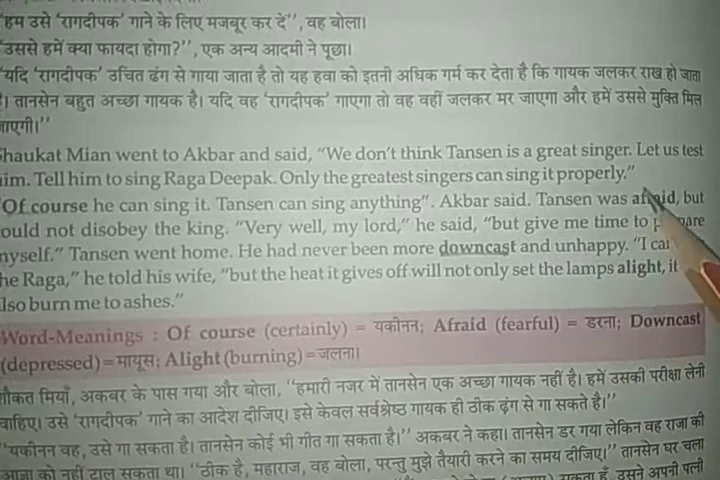 "हम उसे 'रागदीपक' गाने के लिए मजबूर कर दें", वह बोला।
'उससे हमें क्या फायदा होगा?", एक अन्य आदमी ने पूछा।
"यदि 'रागदीपक' उचित ढंग से गाया जाता है तो यह हवा को इतनी अधिक गर्म कर देता है कि गायक जलकर राख हो जाता
है। तानसेन बहुत अच्छा गायक है। यदि वह 'रागदीपक' गाएगा तो वह वहीं जलकर मर जाएगा और हमें उससे मुक्ति मिल
जाएगी।"
Shaukat Mian went to Akbar and said, "We don't think Tansen is a great singer. Let us test
him. Tell him to sing Raga Deepak. Only the greatest singers can sing it properly."
"Of course he can sing it. Tansen can sing anything". Akbar said. Tansen was afraid, but
could not disobey the king. "Very well, my lord," he said, "but give me time to
myself." Tansen went home. He had never been more downcast and unhappy. "I
the Raga," he told his wife, "but the heat it gives off will not only set the lamps alight, it
also burn me to ashes."
Word-Meanings : Of course (certainly) = यकीनन; Afraid (fearful) = डरना; Downcast
(depressed) = मायूस; Alight (burning) = जलना।
शौकत मियाँ, अकबर के पास गया और बोला, "हमारी नजर में तानसेन एक अच्छा गायक नहीं है। हमें उसकी परीक्षा लेनी
चाहिए। उसे 'रागदीपक' गाने का आदेश दीजिए। इसे केवल सर्वश्रेष्ठ गायक ही ठीक ढ़ंग से गा सकते है।"
"यकीनन वह, उसे गा सकता है। तानसेन कोई भी गीत गा सकता है।" अकबर ने कहा। तानसेन डर गया लेकिन वह राजा की
आज्ञा को नहीं टाल सकता था। "ठीक है, महाराज, वह बोला, परन्तु मुझे तैयारी करने का समय दीजिए।" तानसेन घर चला
सकता हूँ, उसने अपनी पत्नी